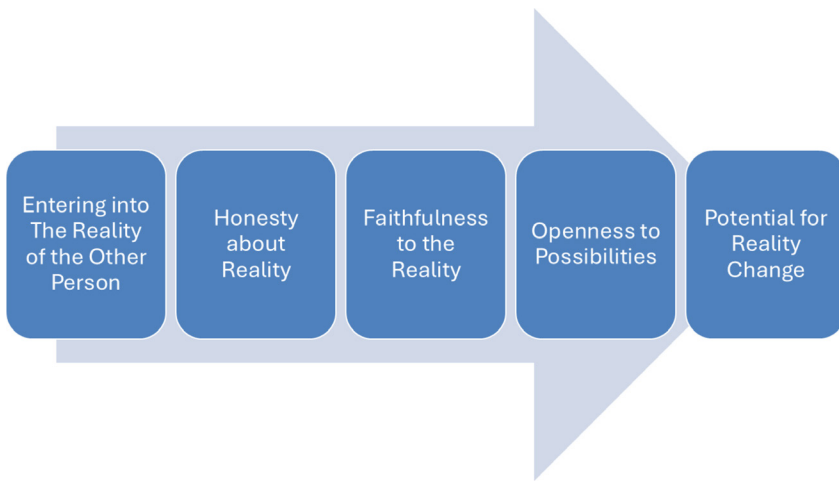 Entering into
The Reality
of the Other
Person
Honesty
about
Reality
Faithfulness
to the
Reality
Openness to
Possibilities
Potential for
Reality
Change